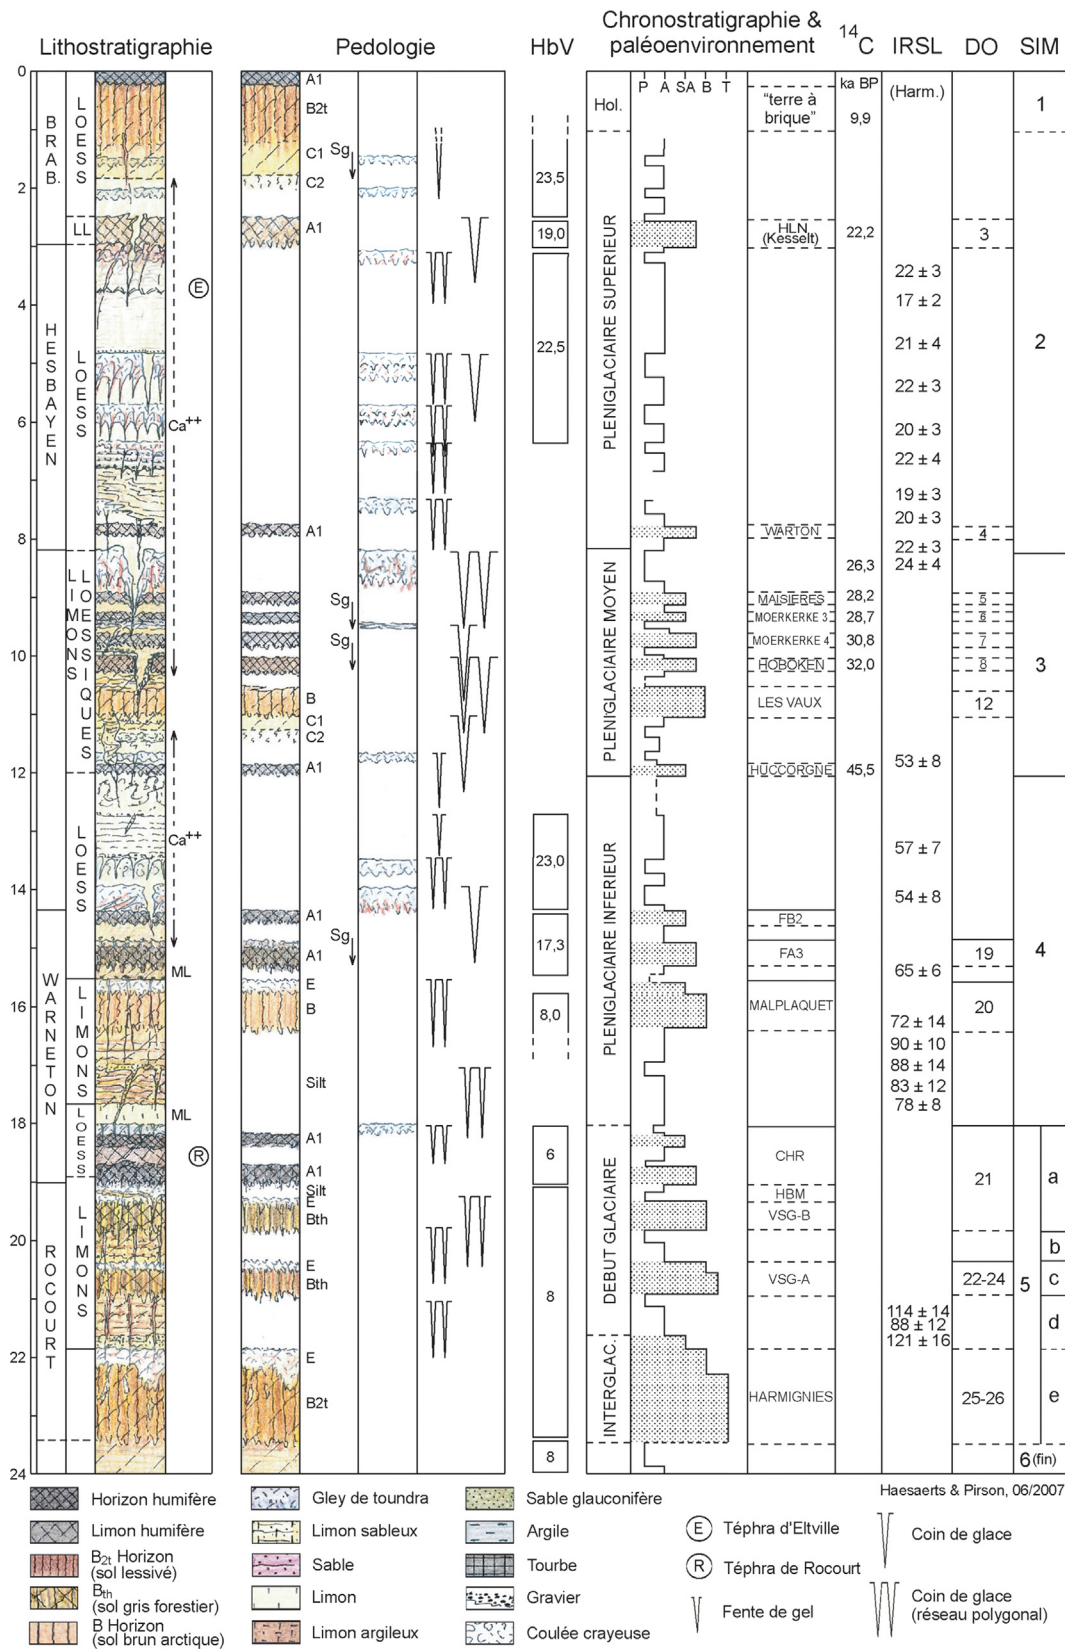 Lithostratigraphie
Pedologie
HbV
Chronostratigraphie &
paléoenvironnement
14C
IRSL
DO
SIM
0
2
4
6
8
10
12
14
16
18
20
22
24
BRAB.
HESBAYEN
WARNETON
ROCOURT
LOESS
LL
LOESS
LIMONS
LOESSIQUES
LOESS
LIMONS
LOESS
LIMONS
E
Ca++
Ca++
ML
ML
R
A1
B2t
C1
C2
A1
A1
B
C1
C2
A1
A1
A1
E
B
Silt
A1
A1
Silt
E
Bth
E
Bth
E
B2t
Sg
Sg
Sg
Sg
23,5
19,0
22,5
23,0
17,3
8,0
6
8
8
Hol.
PLENIGLACIAIRE SUPERIEUR
PLENIGLACIAIRE MOYEN
PLENIGLACIAIRE INFERIEUR
DEBUT GLACIAIRE
INTERGLAC.
P A SA B T
"terre à
brique"
HLN
(Kesselt)
WARTON
MAISIERES
MOERKERKE 3
MOERKERKE 4
HOBOKEN
LES VAUX
HUCCORGNE
FB2
FA3
MALPLAQUET
CHR
HBM
VSG-B
VSG-A
HARMIGNIES
ka BP
9,9
22,2
26,3
28,2
28,7
30,8
32,0
45,5
(Harm.)
22 ± 3
17 ± 2
21 ± 4
22 ± 3
20 ± 3
22 ± 4
19 ± 3
20 ± 3
22 ± 3
24 ± 4
53 ± 8
57 ± 7
54 ± 8
65 ± 6
72 ± 14
90 ± 10
88 ± 14
83 ± 12
78 ± 8
114 ± 14
88 ± 12
121 ± 16
3
4
5
6
7
8
12
19
20
21
22-24
25-26
1
2
3
4
5
a
b
c
d
e
6 (fin)
Haesaerts & Pirson, 06/2007
Horizon humifère
Limon humifère
B2t Horizon
(sol lessivé)
Bth
(sol gris forestier)
B Horizon
(sol brun arctique)
Gley de toundra
Limon sableux
Sable
Limon
Limon argileux
Sable glauconifère
Argile
Tourbe
Gravier
Coulée crayeuse
E Téphra d'Eltville
R Téphra de Rocourt
Fente de gel
Coin de glace
Coin de glace
(réseau polygonal)